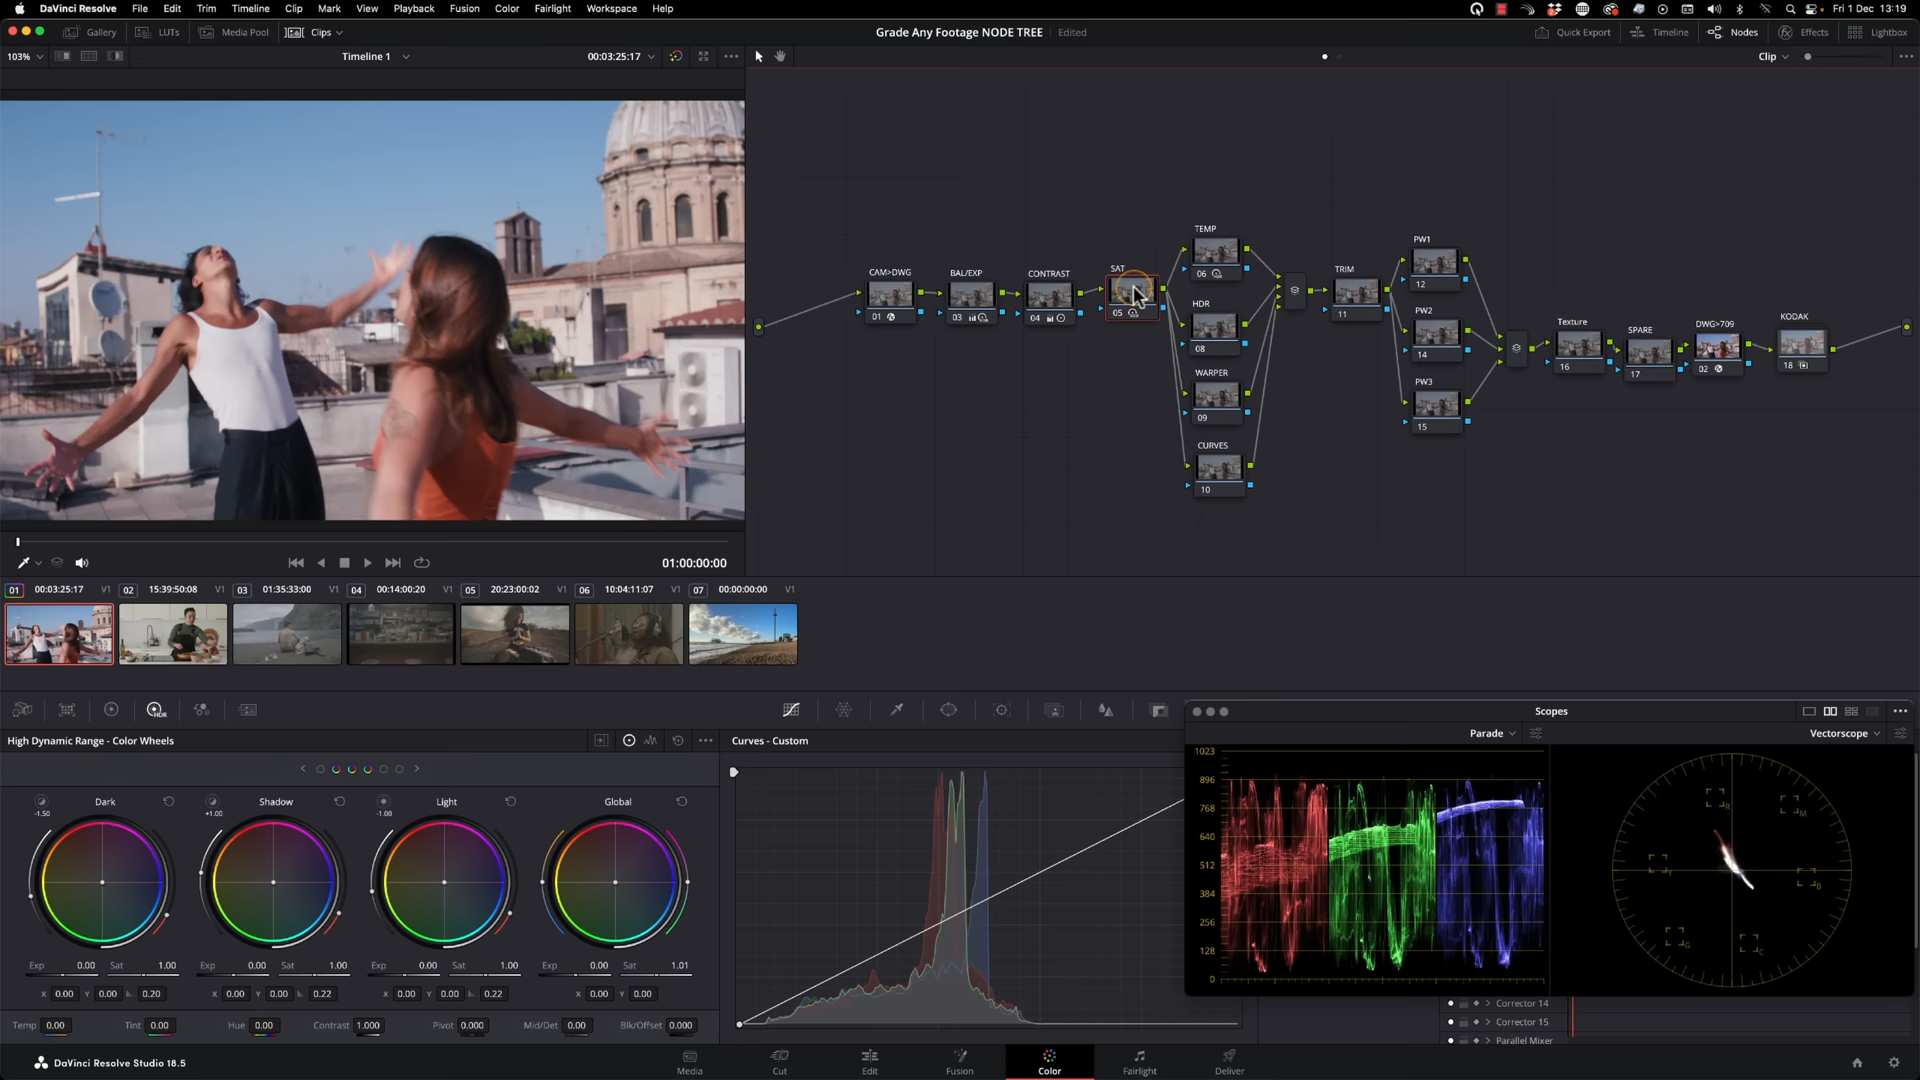 DaVinci Resolve File Edit Trim Timeline Clip Mark View Playback Fusion Color Fairlight Workspace Help Fri 1 Dec 13:19
Gallery LUTs Media Pool Clips Grade Any Footage NODE TREE Edited Quick Export Timeline Nodes Effects Lightbox
103% Timeline 1 00:03:25:17 Clip
TEMP
06
PW1
12
CAM>DWG BAL/EXP CONTRAST SAT TRIM
01 03 04 05 11
HDR
08
PW2
14
Texture SPARE DWG>709 KODAK
16 17 02 18
WARPER
09
PW3
15
CURVES
10
01:00:00:00
01 00:03:25:17 V1 02 15:39:50:08 V1 03 01:35:33:00 V1 04 00:14:00:20 V1 05 20:23:00:02 V1 06 10:04:11:07 V1 07 00:00:00:00 V1
HDR
High Dynamic Range - Color Wheels Curves - Custom
Scopes
Parade Vectorscope
1023
896
768
640
512
384
256
128
0
R M B C G Y
Dark Shadow Light Global
-1.50 +1.00 -1.00
Exp 0.00 Sat 1.00 Exp 0.00 Sat 1.00 Exp 0.00 Sat 1.00 Exp 0.00 Sat 1.01
X 0.00 Y 0.00 0.20 X 0.00 Y 0.00 0.22 X 0.00 Y 0.00 0.22 X 0.00 Y 0.00
Temp 0.00 Tint 0.00 Hue 0.00 Contrast 1.000 Pivot 0.000 Mid/Det 0.00 Blk/Offset 0.000
Corrector 14
Corrector 15
Parallel Mixer
DaVinci Resolve Studio 18.5
Media Cut Edit Fusion Color Fairlight Deliver